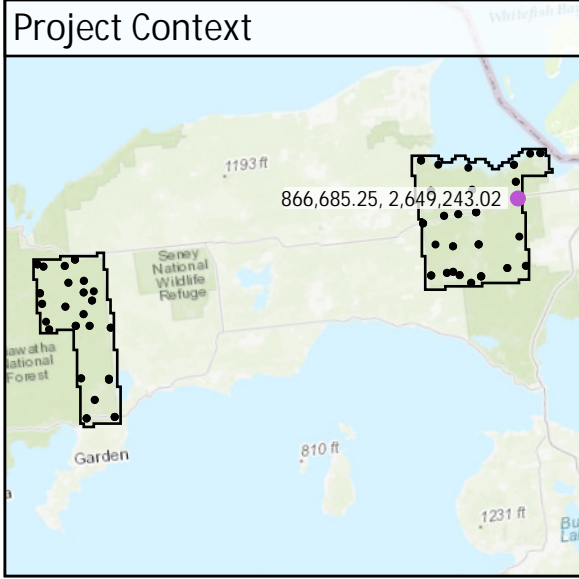 Project Context
Whitefish Bay
1193 ft
866,685.25, 2,649,243.02
Seney
National
Wildlife
Refuge
National
Forest
Garden
810 ft
1231 ft